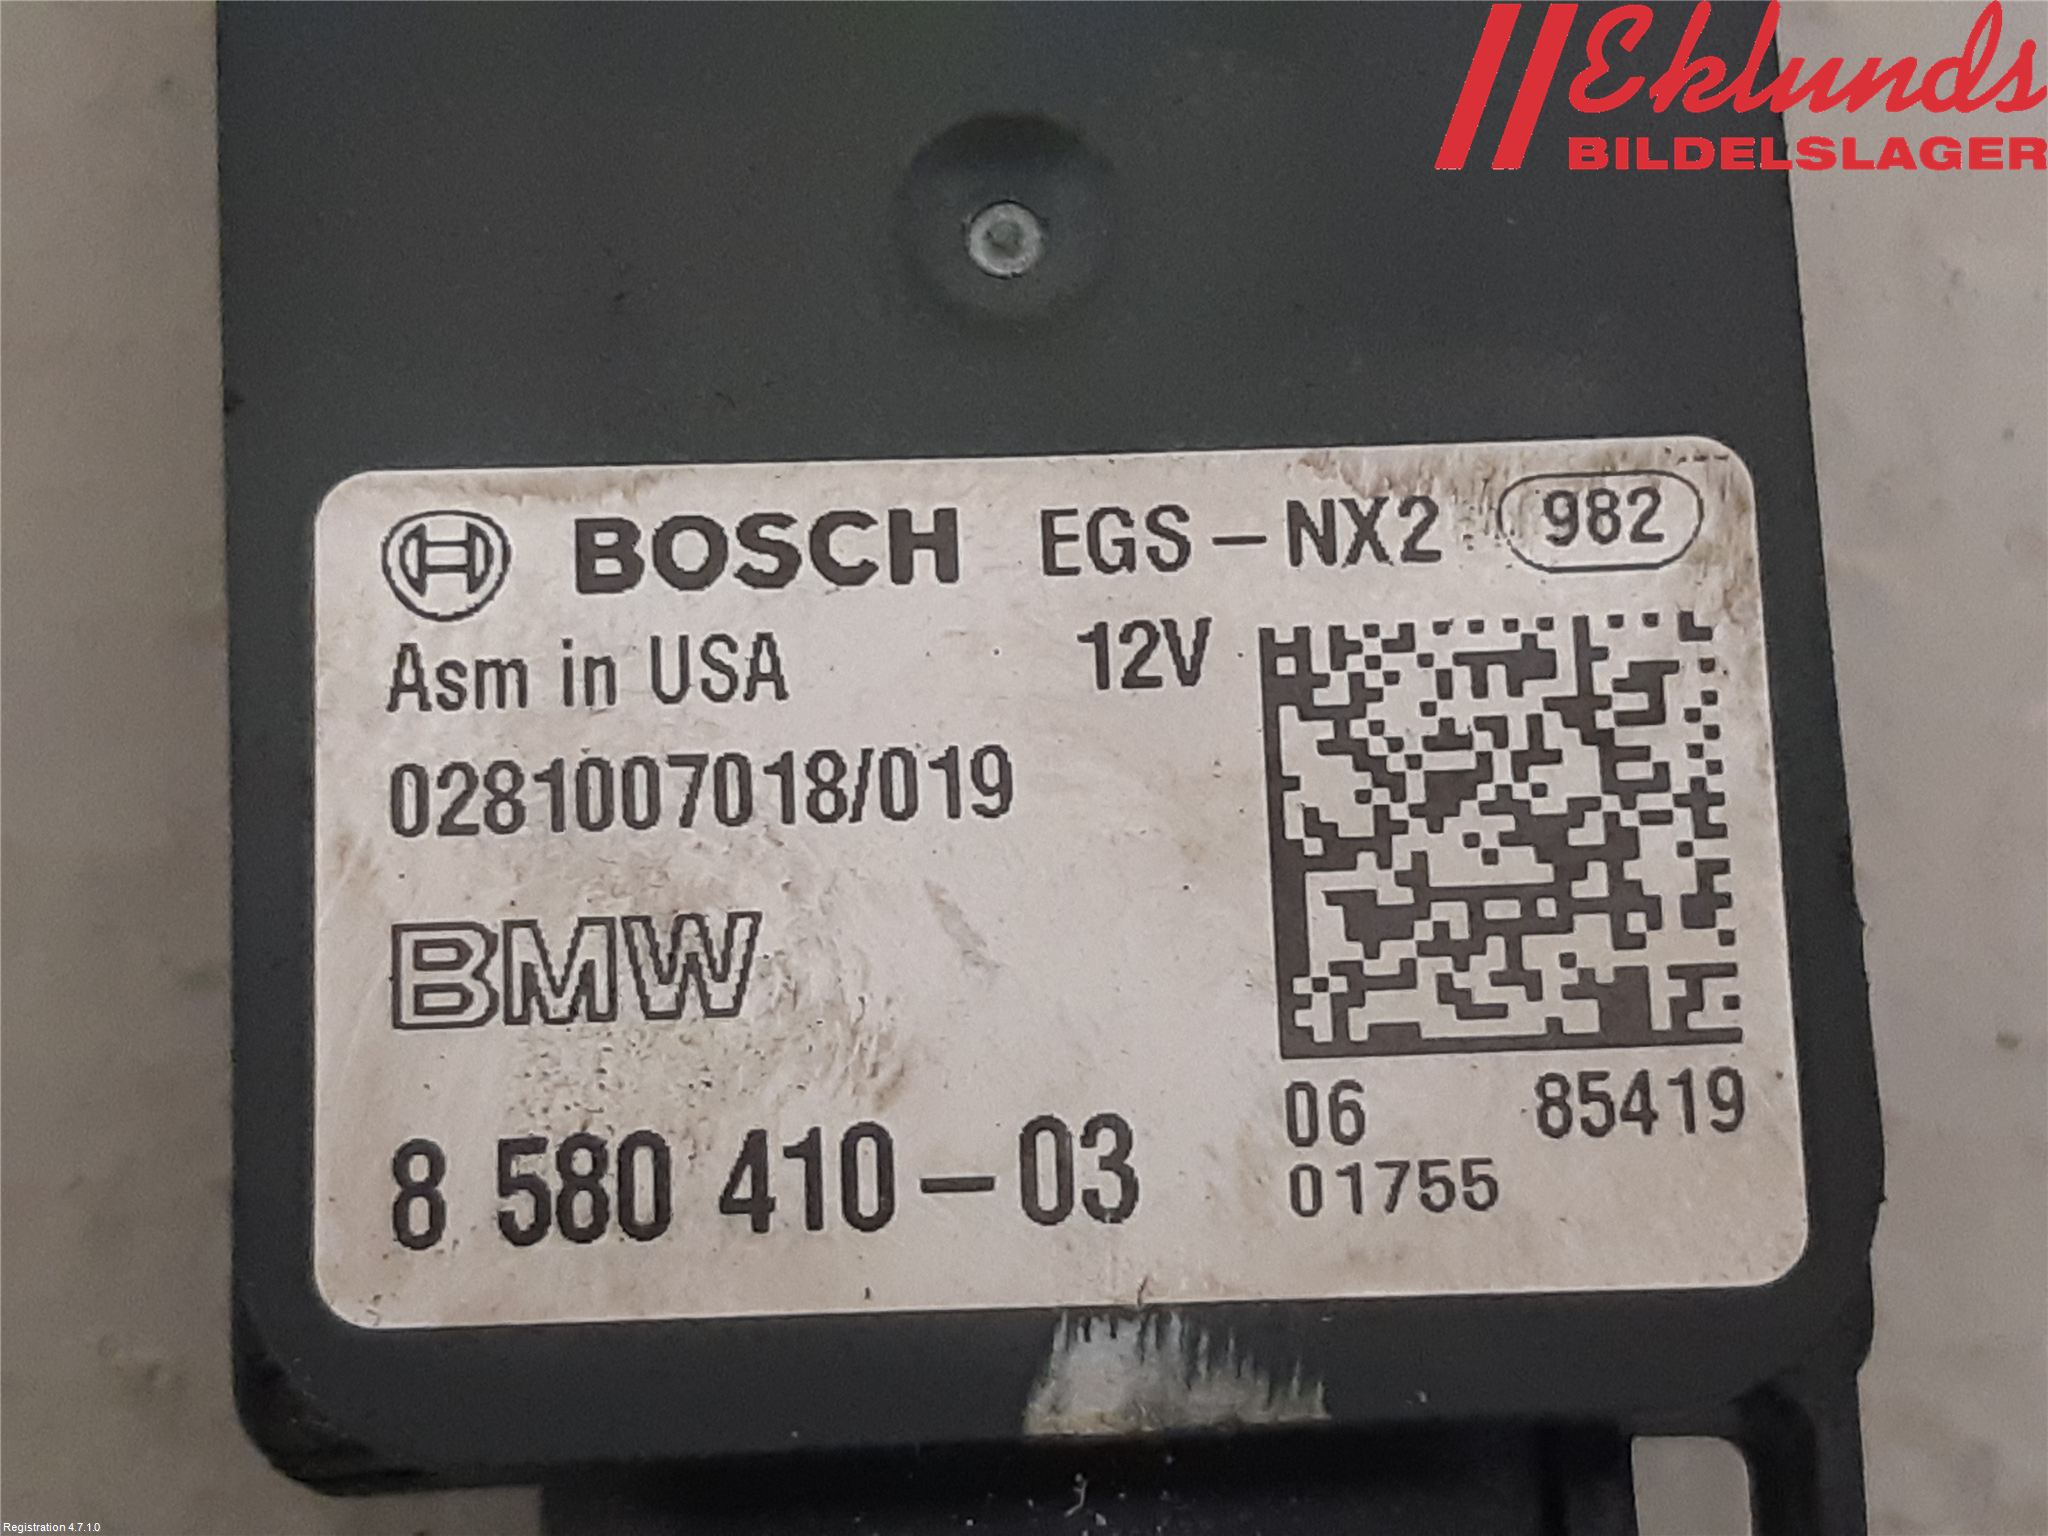 Eklunds
BILDELSLAGER
BOSCH EGS-NX2 982
Asm in USA 12V
0281007018/019
BMW
8 580 410-03
06 85419
01755
Registration 4.7.1.0